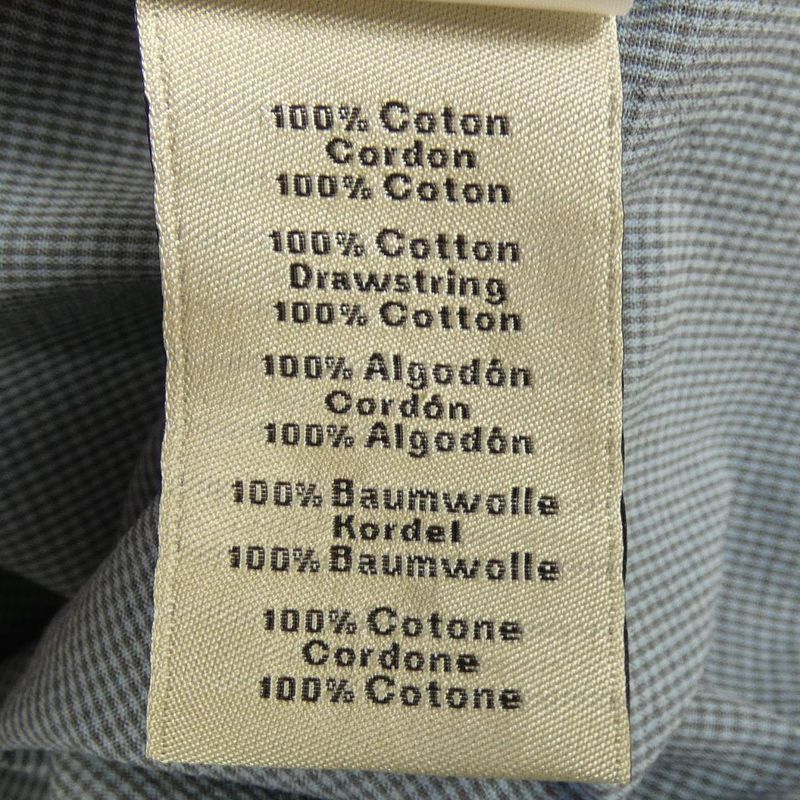 100% Coton
Cordon
100% Coton
100% Cotton
Drawstring
100% Cotton
100% Algodón
Cordón
100% Algodón
100% Baumwolle
Kordel
100% Baumwolle
100% Cotone
Cordone
100% Cotone